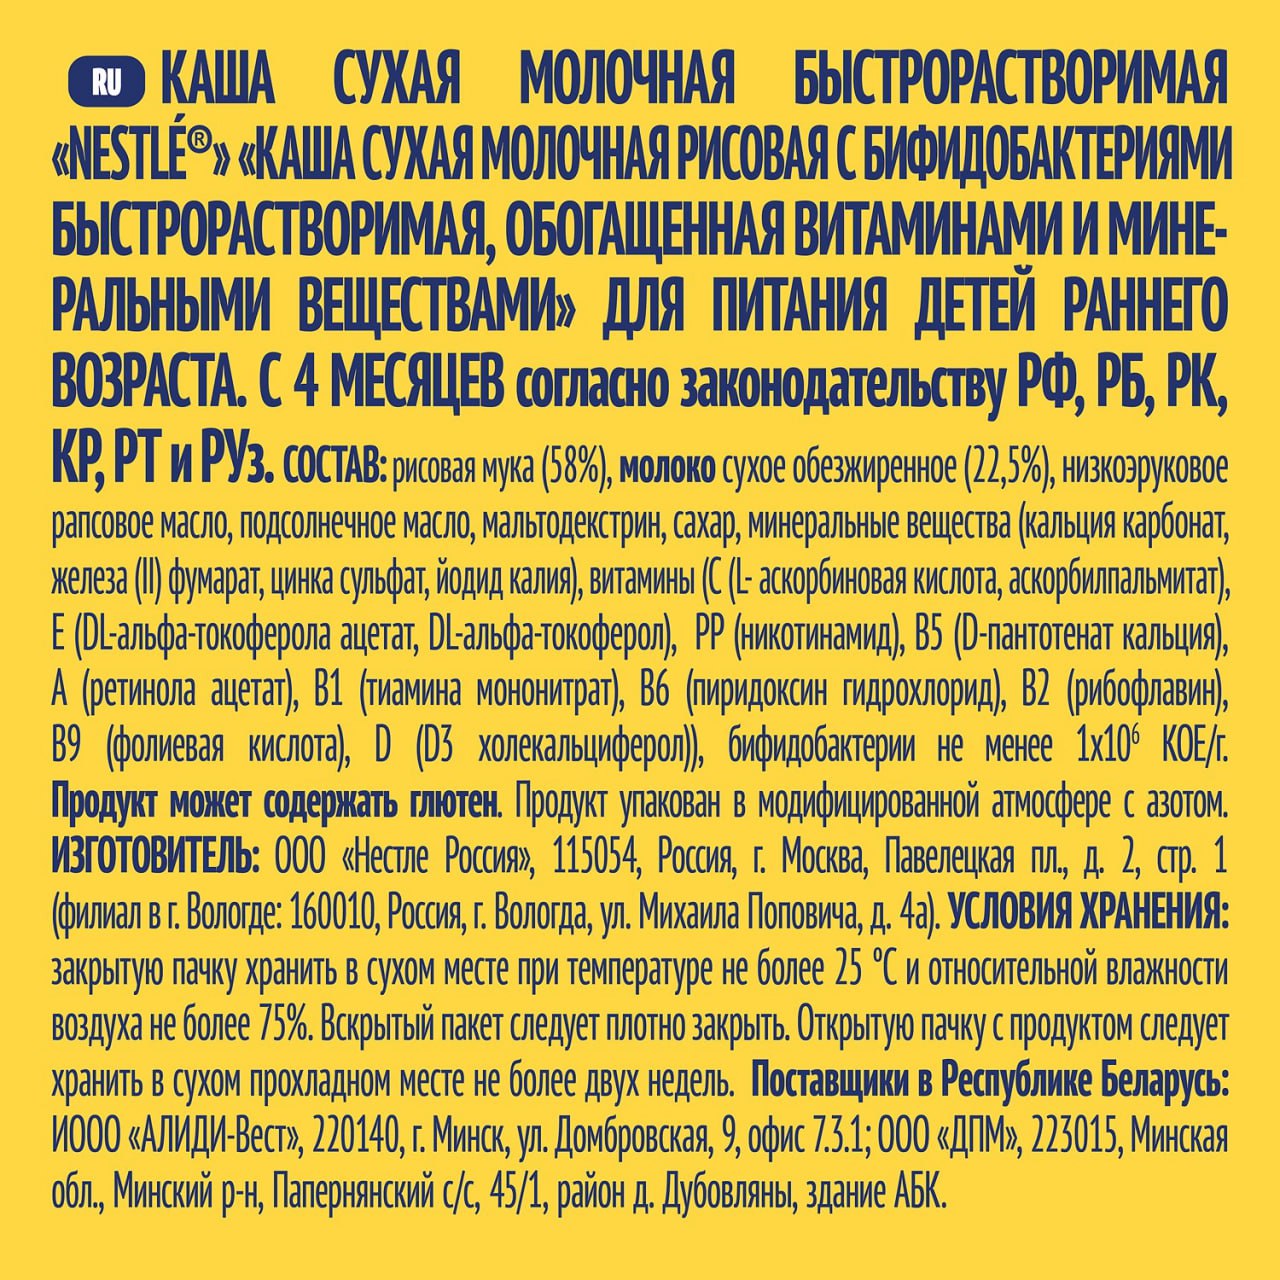 RU КАША СУХАЯ МОЛОЧНАЯ БЫСТРОРАСТВОРИМАЯ
«NESTLÉ®» «КАША СУХАЯ МОЛОЧНАЯ РИСОВАЯ С БИФИДОБАКТЕРИЯМИ
БЫСТРОРАСТВОРИМАЯ, ОБОГАЩЕННАЯ ВИТАМИНАМИ И МИНЕ-
РАЛЬНЫМИ ВЕЩЕСТВАМИ» ДЛЯ ПИТАНИЯ ДЕТЕЙ РАННЕГО
ВОЗРАСТА. С 4 МЕСЯЦЕВ согласно законодательству РФ, РБ, РК,
КР, РТ и РУз. СОСТАВ: рисовая мука (58%), молоко сухое обезжиренное (22,5%), низкоэруковое
рапсовое масло, подсолнечное масло, мальтодекстрин, сахар, минеральные вещества (кальция карбонат,
железа (II) фумарат, цинка сульфат, йодид калия), витамины (C (L- аскорбиновая кислота, аскорбилпальмитат),
E (DL-альфа-токоферола ацетат, DL-альфа-токоферол), PP (никотинамид), B5 (D-пантотенат кальция),
A (ретинола ацетат), B1 (тиамина мононитрат), B6 (пиридоксин гидрохлорид), B2 (рибофлавин),
B9 (фолиевая кислота), D (D3 холекальциферол)), бифидобактерии не менее 1x10⁶ КОЕ/г.
Продукт может содержать глютен. Продукт упакован в модифицированной атмосфере с азотом.
ИЗГОТОВИТЕЛЬ: ООО «Нестле Россия», 115054, Россия, г. Москва, Павелецкая пл., д. 2, стр. 1
(филиал в г. Вологде: 160010, Россия, г. Вологда, ул. Михаила Поповича, д. 4а). УСЛОВИЯ ХРАНЕНИЯ:
закрытую пачку хранить в сухом месте при температуре не более 25 °C и относительной влажности
воздуха не более 75%. Вскрытый пакет следует плотно закрыть. Открытую пачку с продуктом следует
хранить в сухом прохладном месте не более двух недель. Поставщики в Республике Беларусь:
ИООО «АЛИДИ-Вест», 220140, г. Минск, ул. Домбровская, 9, офис 7.3.1; ООО «ДПМ», 223015, Минская
обл., Минский р-н, Папернянский с/с, 45/1, район д. Дубовляны, здание АБК.